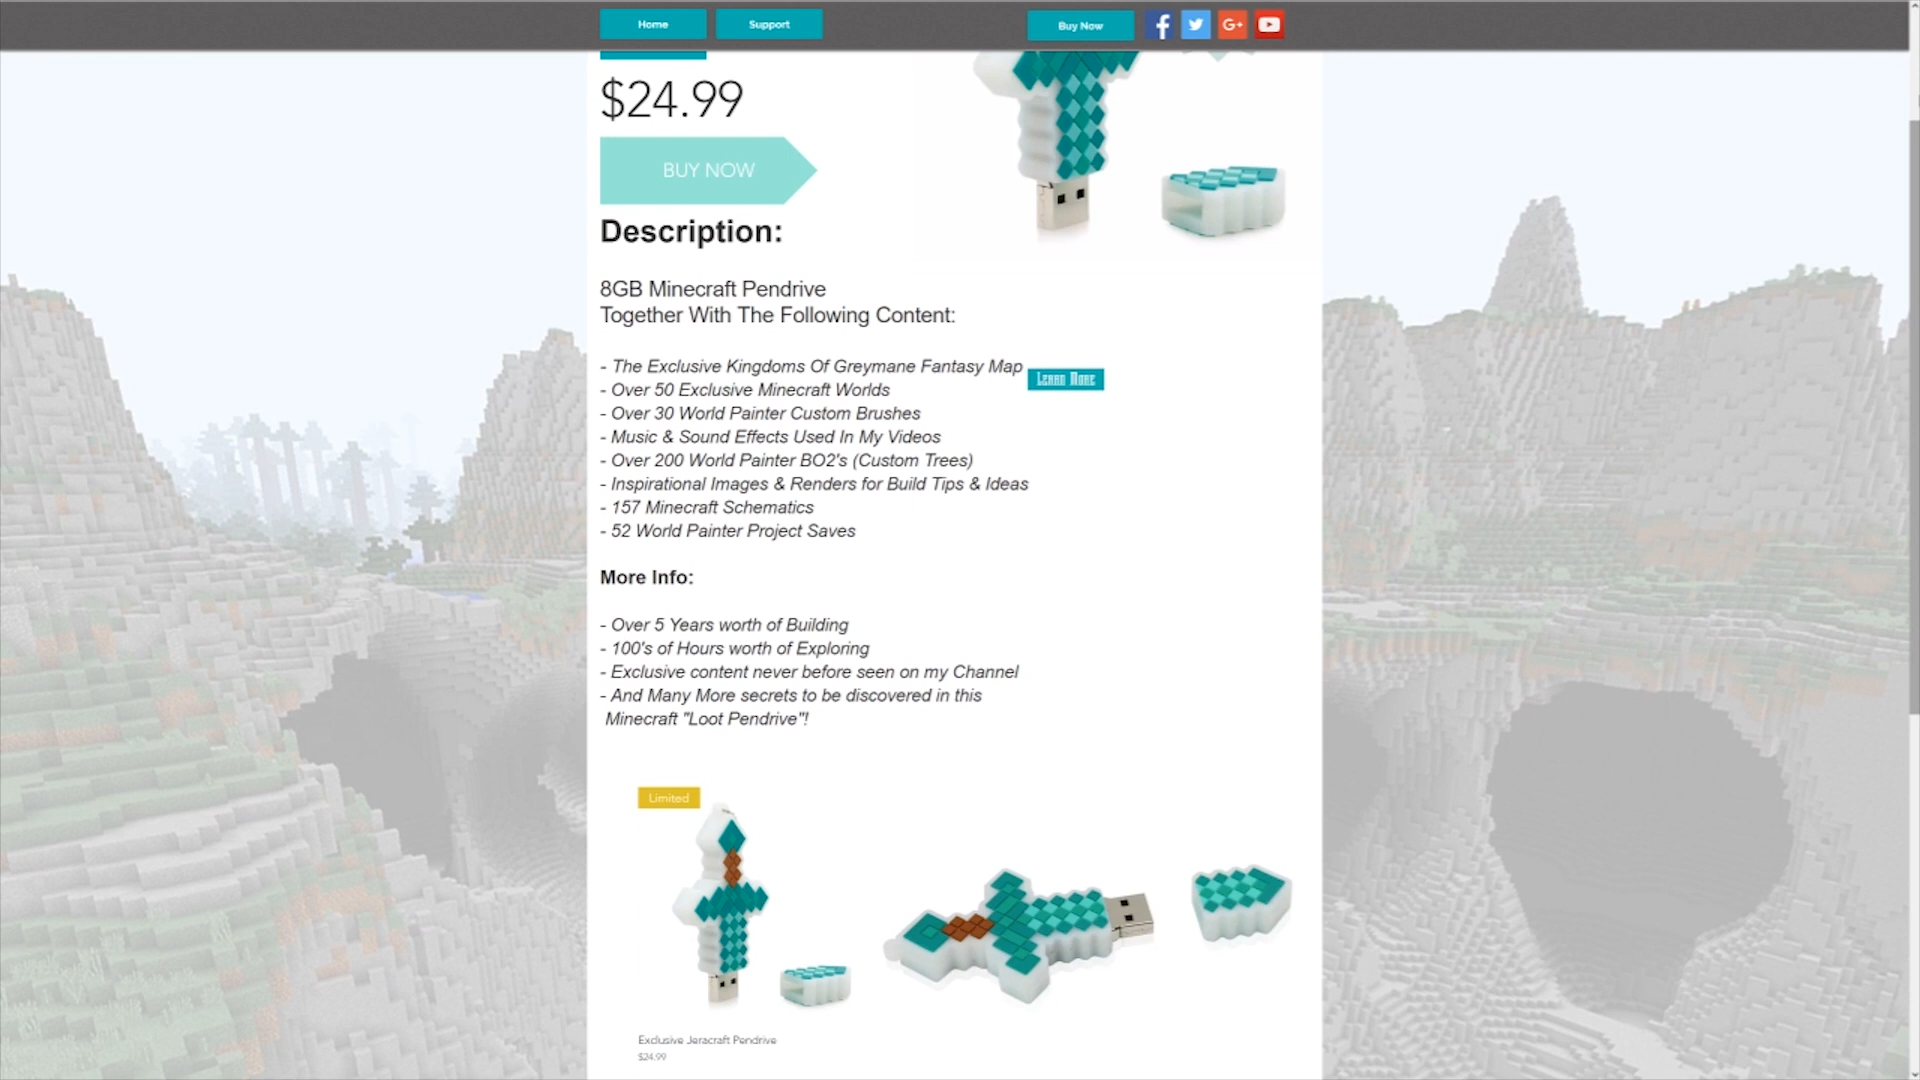 Home
Support
Buy Now
G+
$24.99
BUY NOW
Description:
8GB Minecraft Pendrive
Together With The Following Content:
- The Exclusive Kingdoms Of Greymane Fantasy Map
Learn More
- Over 50 Exclusive Minecraft Worlds
- Over 30 World Painter Custom Brushes
- Music & Sound Effects Used In My Videos
- Over 200 World Painter BO2's (Custom Trees)
- Inspirational Images & Renders for Build Tips & Ideas
- 157 Minecraft Schematics
- 52 World Painter Project Saves
More Info:
- Over 5 Years worth of Building
- 100's of Hours worth of Exploring
- Exclusive content never before seen on my Channel
- And Many More secrets to be discovered in this
Minecraft "Loot Pendrive"!
Limited
Exclusive Jeracraft Pendrive
$24.99